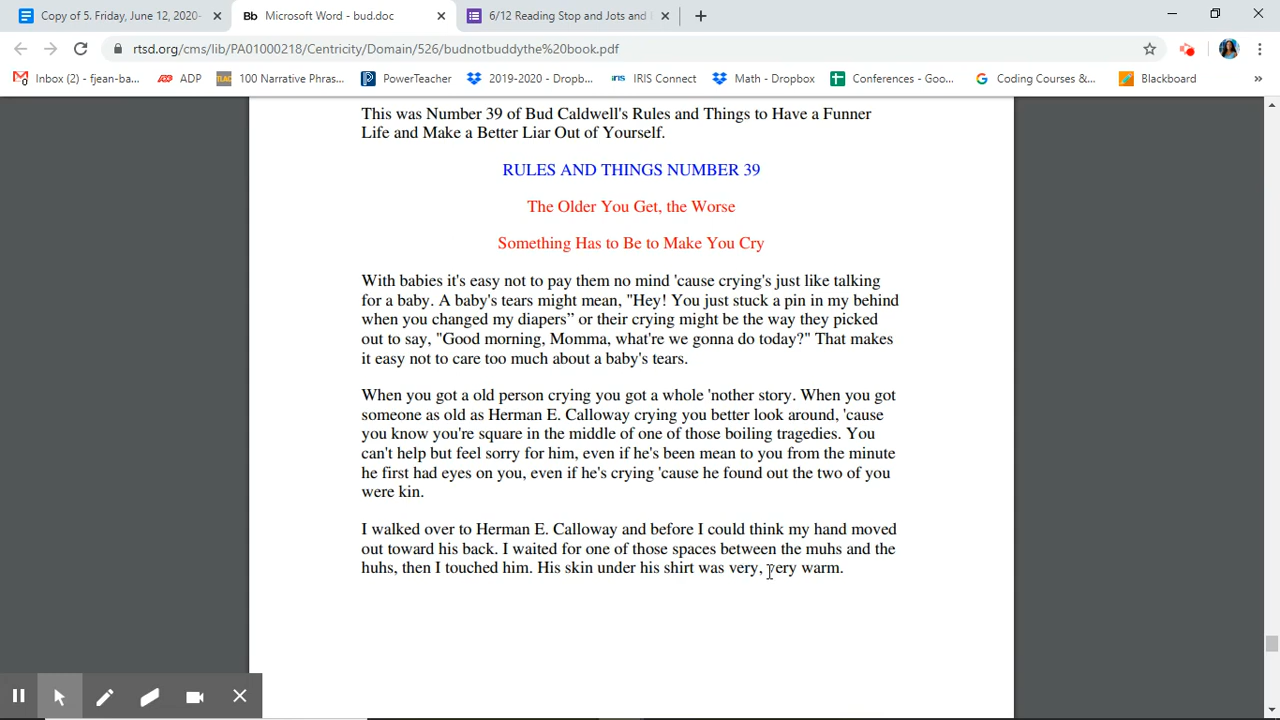 Copy of 5. Friday, June 12, 2020-
Bb Microsoft Word - bud.doc
6/12 Reading Stop and Jots and
rtsd.org/cms/lib/PA01000218/Centricity/Domain/526/budnotbuddythe%20book.pdf
Inbox (2) - fjean-ba...
ADP
100 Narrative Phras...
PowerTeacher
2019-2020 - Dropb...
IRIS Connect
Math - Dropbox
Conferences - Goo...
Coding Courses &...
Blackboard
»
This was Number 39 of Bud Caldwell's Rules and Things to Have a Funner
Life and Make a Better Liar Out of Yourself.
RULES AND THINGS NUMBER 39
The Older You Get, the Worse
Something Has to Be to Make You Cry
With babies it's easy not to pay them no mind 'cause crying's just like talking
for a baby. A baby's tears might mean, "Hey! You just stuck a pin in my behind
when you changed my diapers” or their crying might be the way they picked
out to say, "Good morning, Momma, what're we gonna do today?" That makes
it easy not to care too much about a baby's tears.
When you got a old person crying you got a whole 'nother story. When you got
someone as old as Herman E. Calloway crying you better look around, 'cause
you know you're square in the middle of one of those boiling tragedies. You
can't help but feel sorry for him, even if he's been mean to you from the minute
he first had eyes on you, even if he's crying 'cause he found out the two of you
were kin.
I walked over to Herman E. Calloway and before I could think my hand moved
out toward his back. I waited for one of those spaces between the muhs and the
huhs, then I touched him. His skin under his shirt was very, very warm.